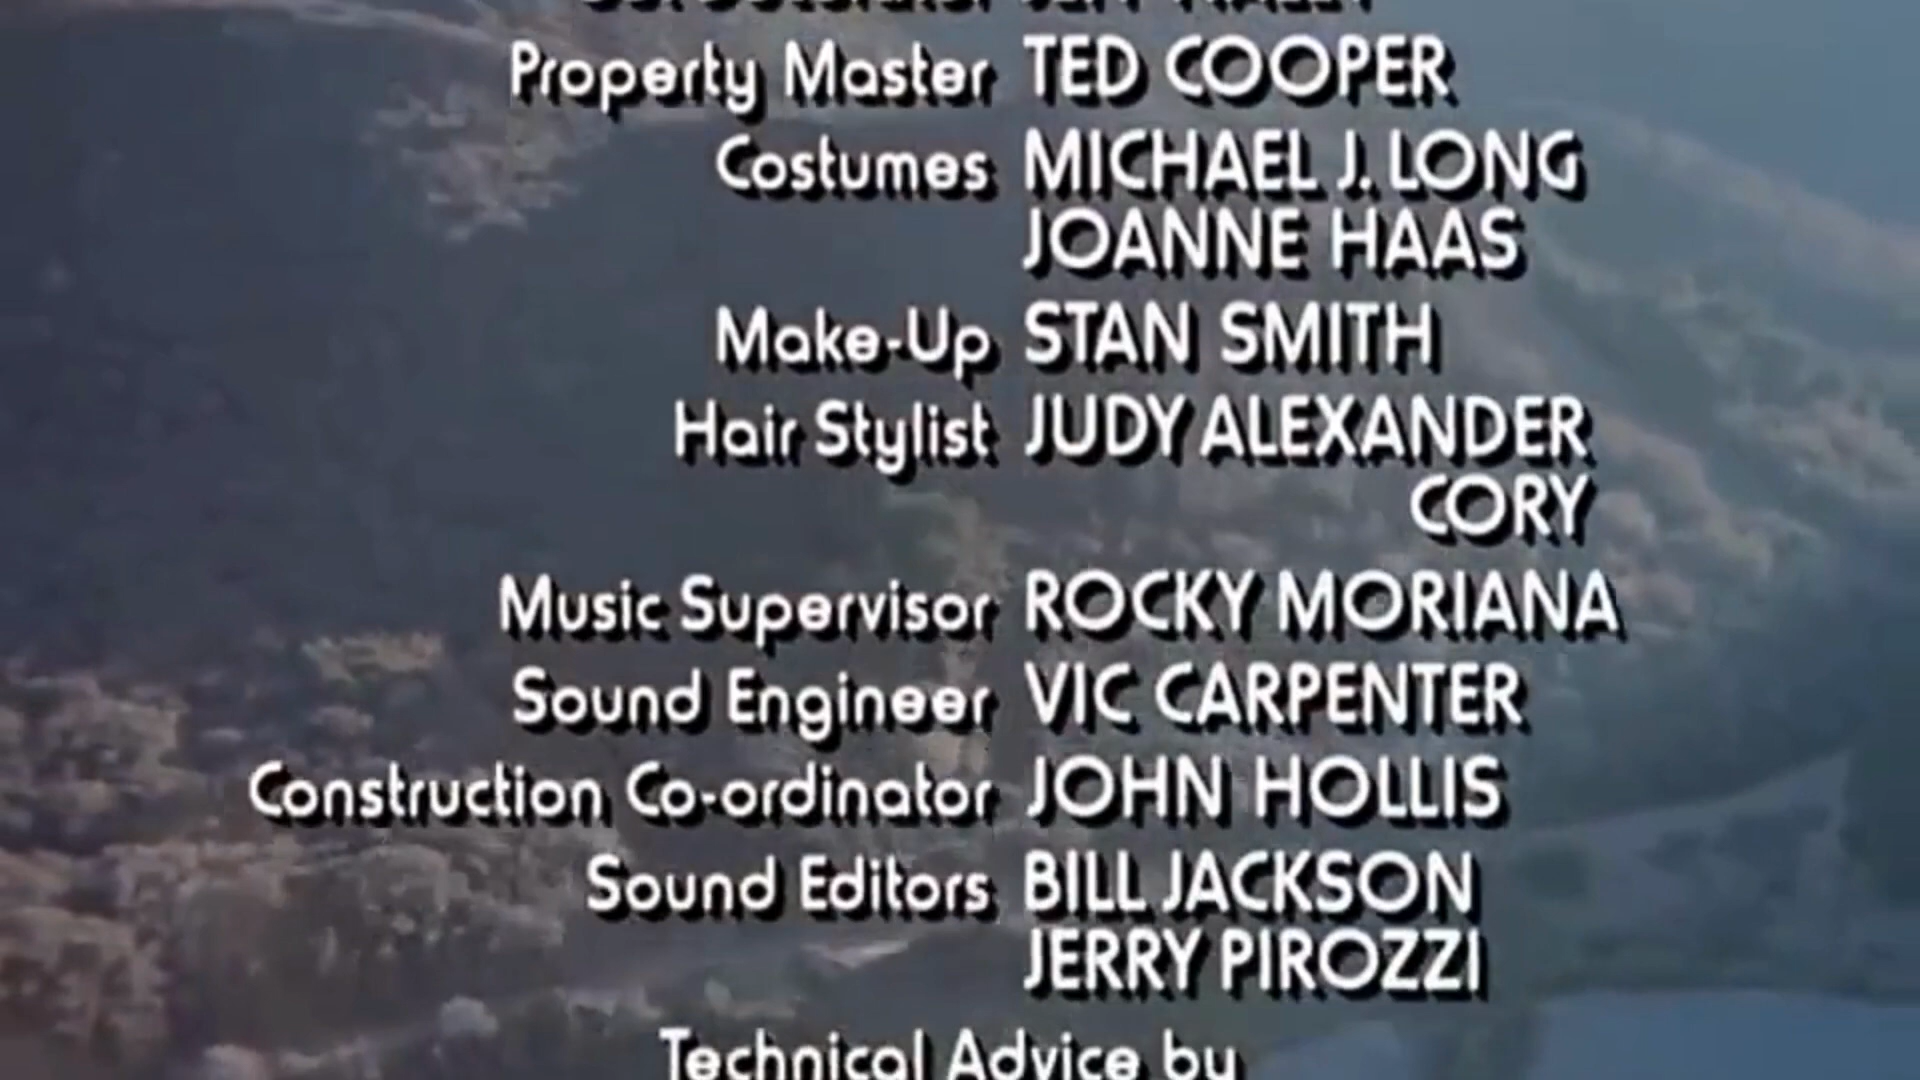 Property Master TED COOPER
Costumes MICHAEL J. LONG
JOANNE HAAS
Make-Up STAN SMITH
Hair Stylist JUDY ALEXANDER
CORY
Music Supervisor ROCKY MORIANA
Sound Engineer VIC CARPENTER
Construction Co-ordinator JOHN HOLLIS
Sound Editors BILL JACKSON
JERRY PIROZZI
Technical Advice by